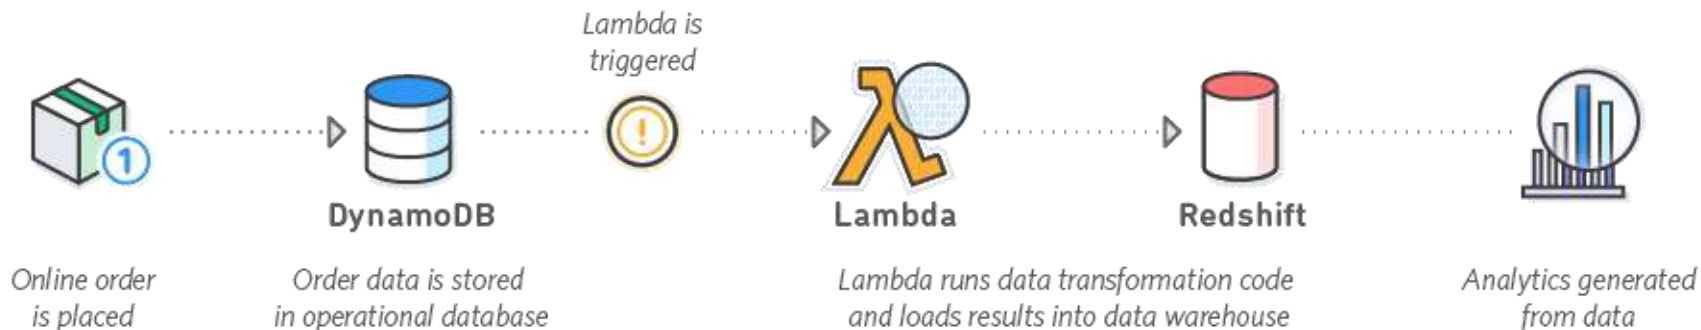 Lambda is
triggered
1
!
DynamoDB
Lambda
Redshift
Online order
is placed
Order data is stored
in operational database
Lambda runs data transformation code
and loads results into data warehouse
Analytics generated
from data